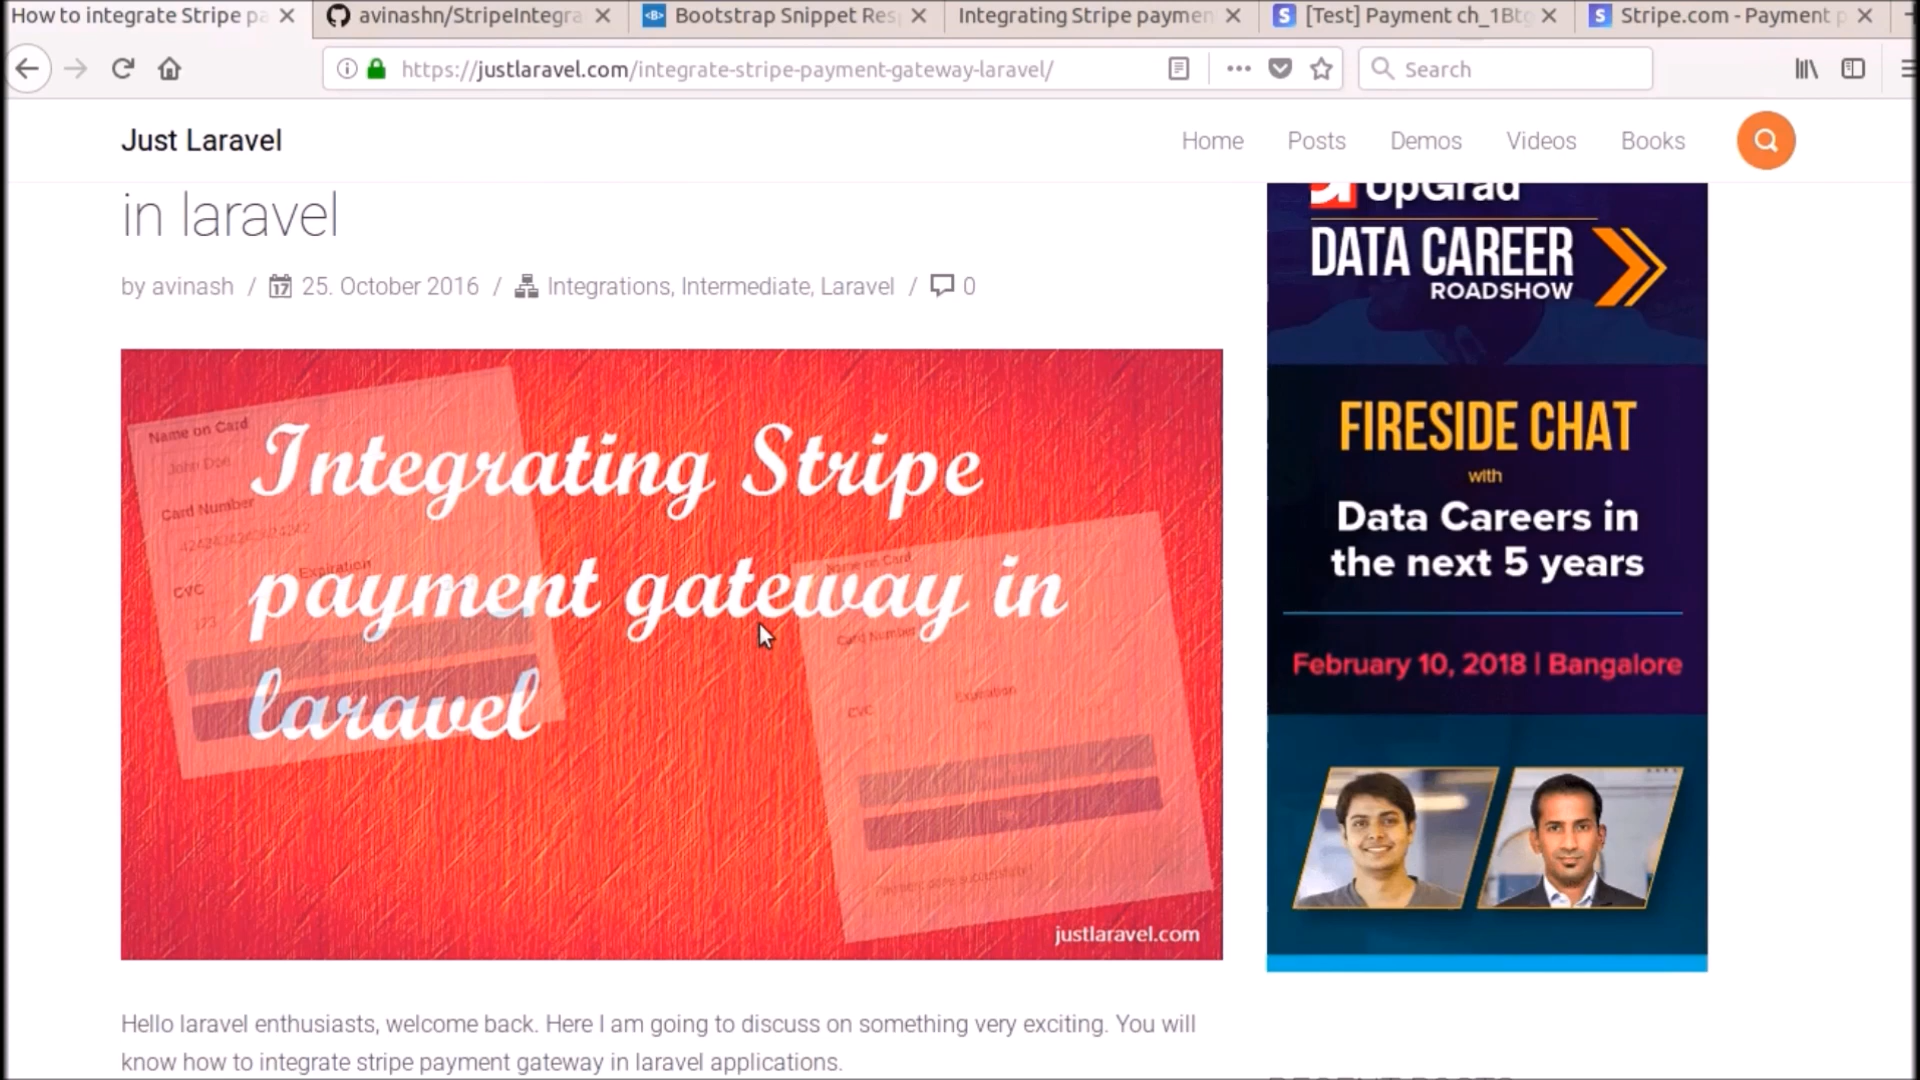 How to integrate Stripe pa
avinashn/StripeIntegra
<B> Bootstrap Snippet Res
Integrating Stripe paymen
S [Test] Payment ch_1Bt
S Stripe.com - Payment p
https://justlaravel.com/integrate-stripe-payment-gateway-laravel/
Search
Just Laravel
Home
Posts
Demos
Videos
Books
in laravel
by avinash / 17 25. October 2016 / Integrations, Intermediate, Laravel / 0
Name on Card
John Doe
Card Number
CVC
Expiration
Integrating Stripe
payment gateway in
laravel
Name on Card
Card Number
CVC
Expiration
justlaravel.com
UpGrad
DATA CAREER
ROADSHOW
FIRESIDE CHAT
with
Data Careers in
the next 5 years
February 10, 2018 | Bangalore
Hello laravel enthusiasts, welcome back. Here I am going to discuss on something very exciting. You will
know how to integrate stripe payment gateway in laravel applications.